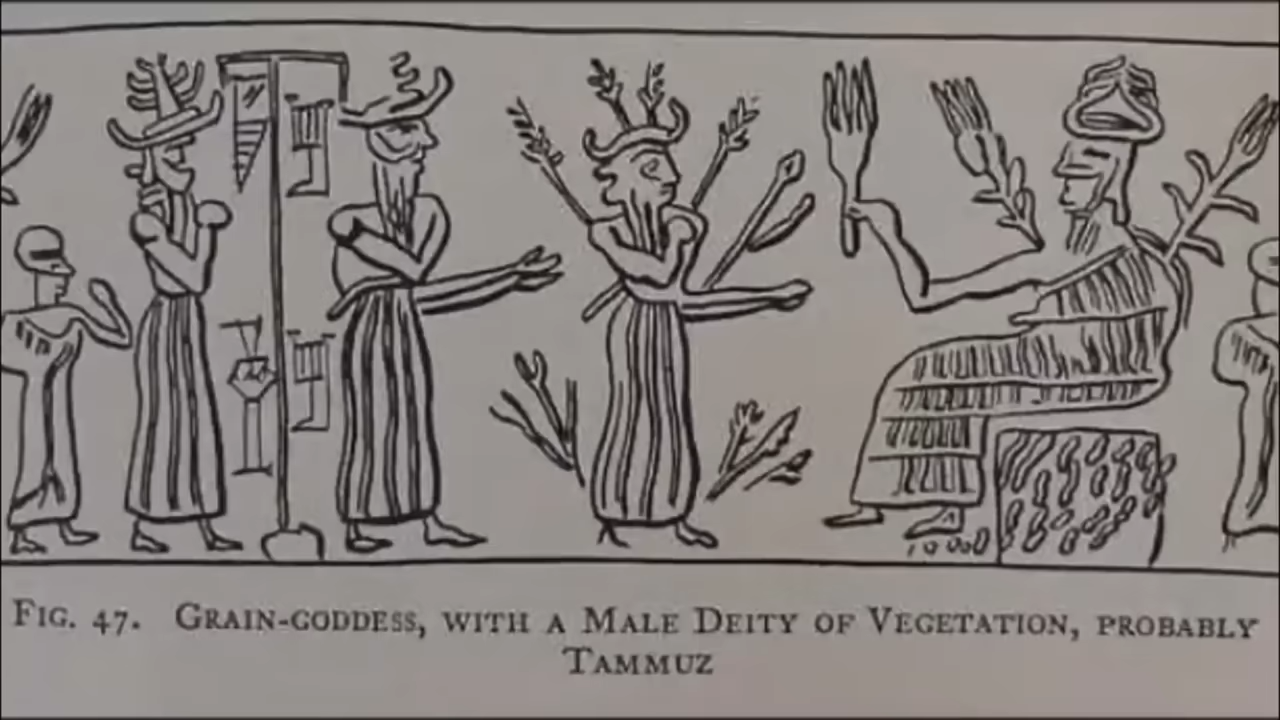 Fig. 47. Grain-goddess, with a Male Deity of Vegetation, probably
Tammuz